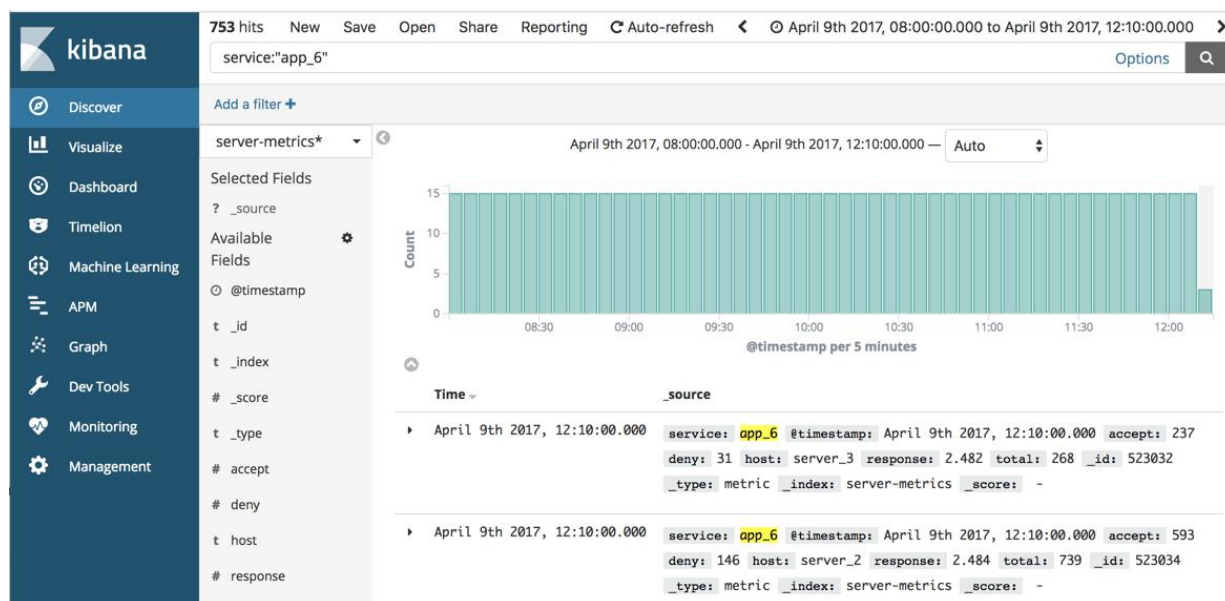 753 hits New Save Open Share Reporting Auto-refresh April 9th 2017, 08:00:00.000 to April 9th 2017, 12:10:00.000
kibana
service:"app_6" Options
Discover
Visualize
Dashboard
Timelion
Machine Learning
APM
Graph
Dev Tools
Monitoring
Management
Add a filter +
server-metrics*
Selected Fields
? _source
Available
Fields
@timestamp
t _id
t _index
# _score
t _type
# accept
# deny
t host
# response
April 9th 2017, 08:00:00.000 - April 9th 2017, 12:10:00.000 — Auto
Count
15
10
5
0
08:30 09:00 09:30 10:00 10:30 11:00 11:30 12:00
@timestamp per 5 minutes
Time _source
April 9th 2017, 12:10:00.000 service: app_6 @timestamp: April 9th 2017, 12:10:00.000 accept: 237
deny: 31 host: server_3 response: 2.482 total: 268 _id: 523032
_type: metric _index: server-metrics _score: -
April 9th 2017, 12:10:00.000 service: app_6 @timestamp: April 9th 2017, 12:10:00.000 accept: 593
deny: 146 host: server_2 response: 2.484 total: 739 _id: 523034
_type: metric _index: server-metrics _score: -